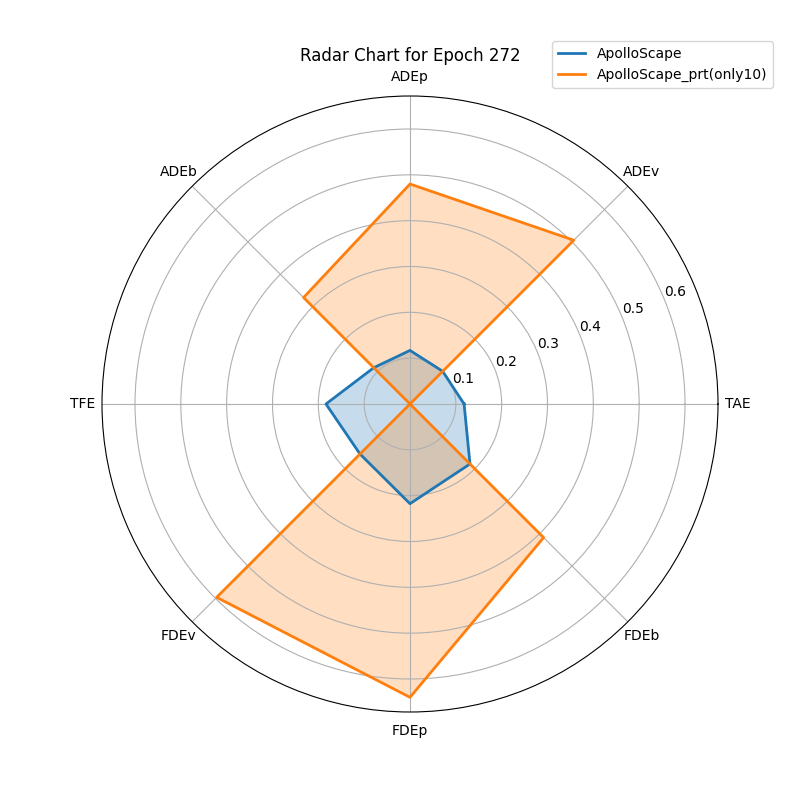 Radar Chart for Epoch 272
ApolloScape
ApolloScape_prt(only10)
ADEp
ADEb
ADEv
0.6
0.5
0.4
0.3
0.2
0.1
TFE
TAE
FDEv
FDEb
FDEp